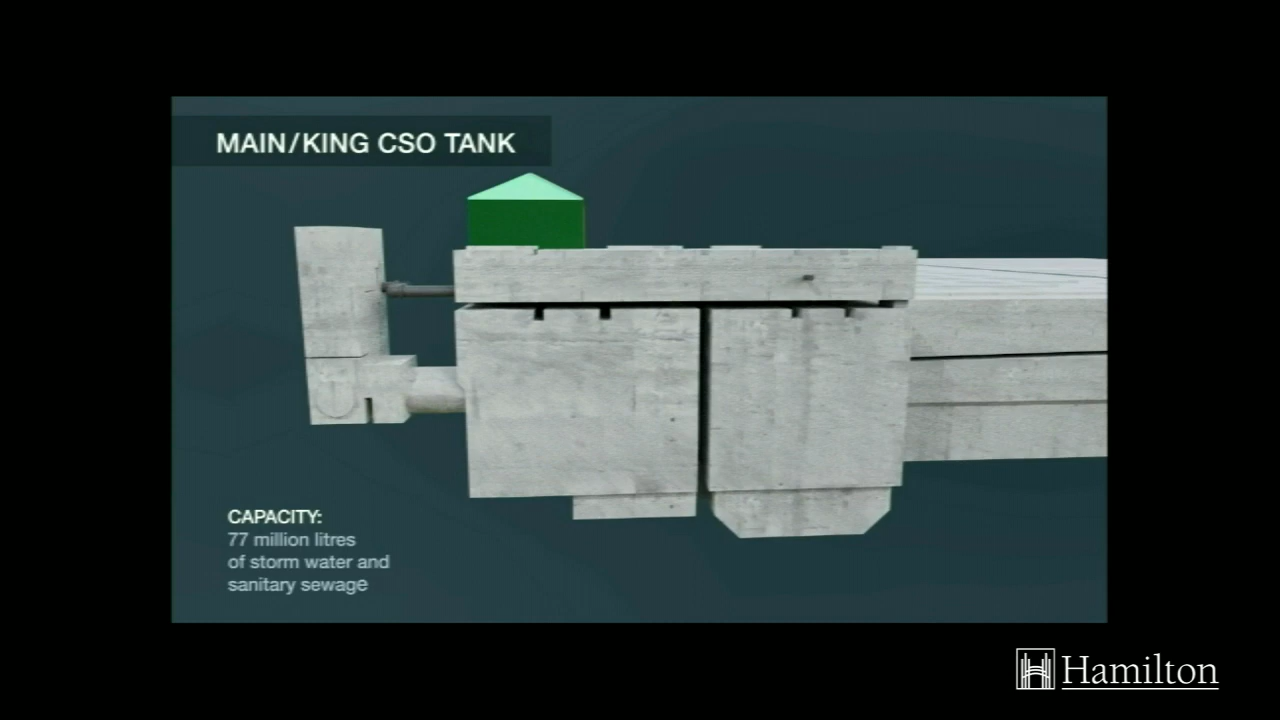 MAIN/KING CSO TANK
CAPACITY:
77 million litres
of storm water and
sanitary sewage
Hamilton